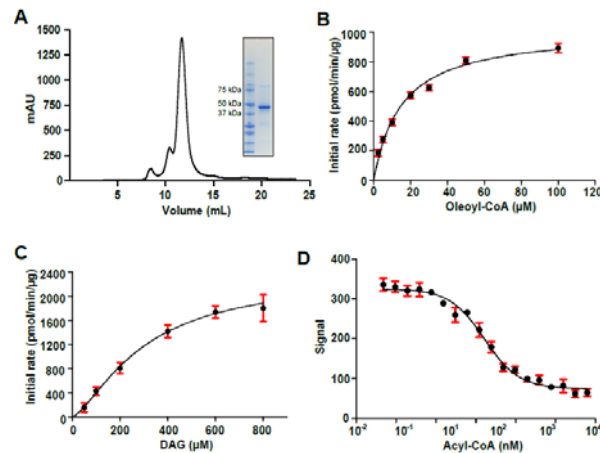 A
1500
1250
1000
750
500
250
0
mAU
5 10 15 20 25
Volume (mL)
75 kDa
50 kDa
37 kDa
B
1000
800
600
400
200
0
Initial rate (pmol/min/µg)
0 20 40 60 80 100
Oleoyl-CoA (µM)
C
2400
2000
1600
1200
800
400
0
Initial rate (pmol/min/µg)
0 200 400 600 800
DAG (µM)
D
400
300
200
100
0
Signal
10⁻² 10⁻¹ 10¹ 10² 10³ 10⁴
Acyl-CoA (nM)